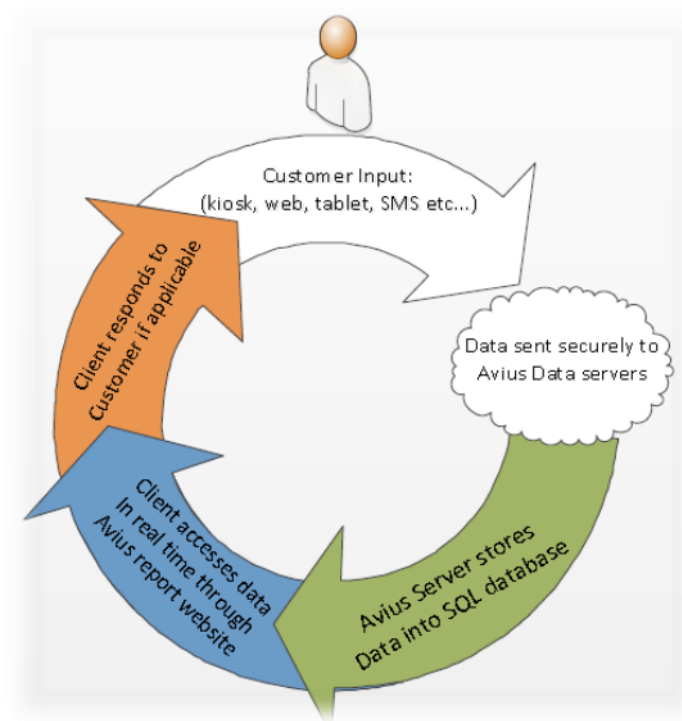 Customer Input:
(kiosk, web, tablet, SMS etc...)
Data sent securely to
Avius Data servers
Avius Server stores
Data into SQL database
Client accesses data
In real time through
Avius report website
Client responds to
Customer if applicable